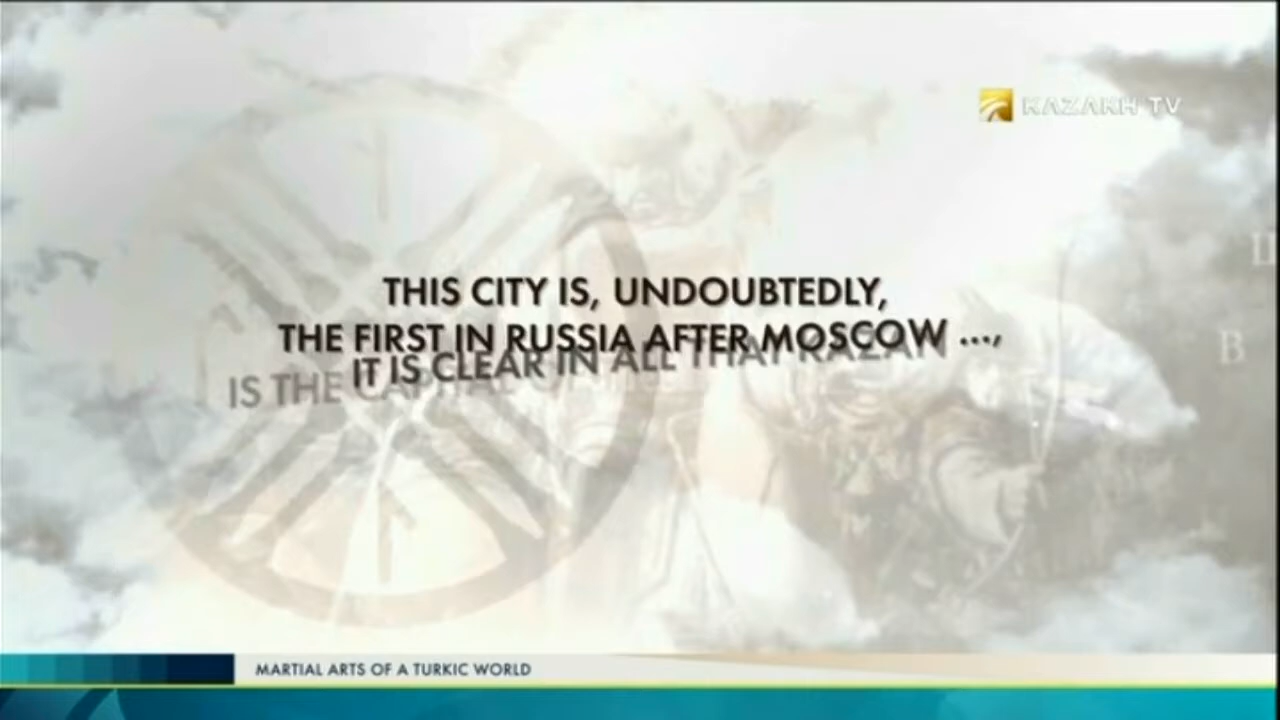 KAZAKH TV
THIS CITY IS, UNDOUBTEDLY,
THE FIRST IN RUSSIA AFTER MOSCOW ...,
IT IS CLEAR IN ALL THAT KAZAN
IS THE CAPITAL
Ш
В
MARTIAL ARTS OF A TURKIC WORLD